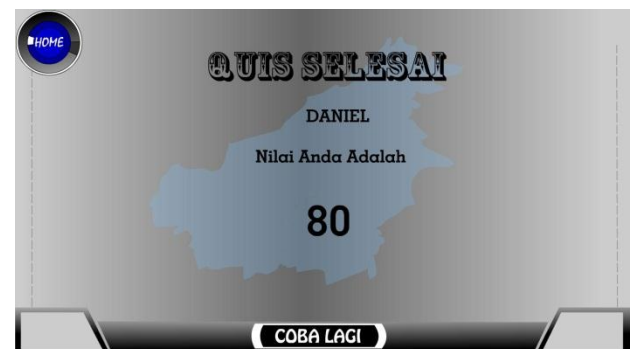 HOME
QUIS SELESAI
DANIEL
Nilai Anda Adalah
80
COBA LAGI